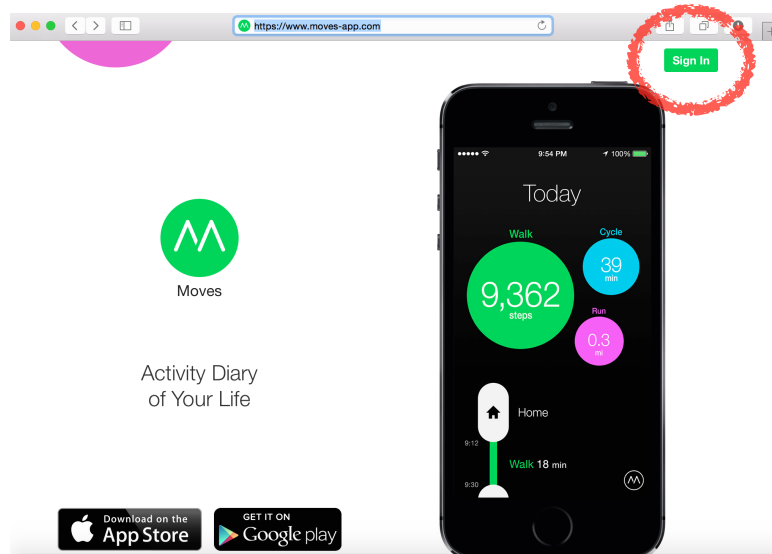 https://www.moves-app.com
Sign In
Moves
Activity Diary
of Your Life
Download on the
App Store
GET IT ON
Google play
9:54 PM
100%
Today
Walk
Cycle
9,362
steps
39
min
Run
0.3
mi
Home
9:12
Walk 18 min
9:30